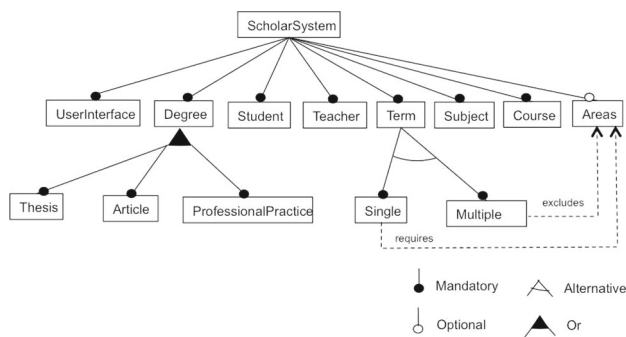 ScholarSystem
UserInterface Degree Student Teacher Term Subject Course Areas
Thesis Article ProfessionalPractice Single Multiple excludes
requires
Mandatory Alternative
Optional Or